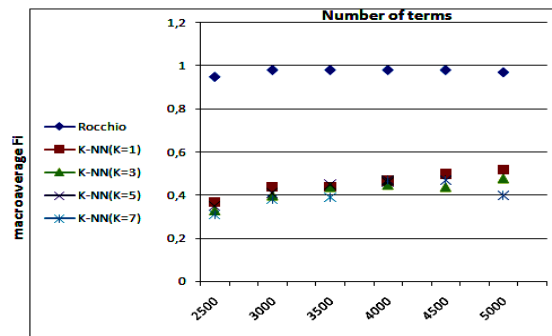 Number of terms
macroaverage Fi
1,2
1
0,8
0,6
0,4
0,2
0
Rocchio
K-NN(K=1)
K-NN(K=3)
K-NN(K=5)
K-NN(K=7)
2500
3000
3500
4000
4500
5000